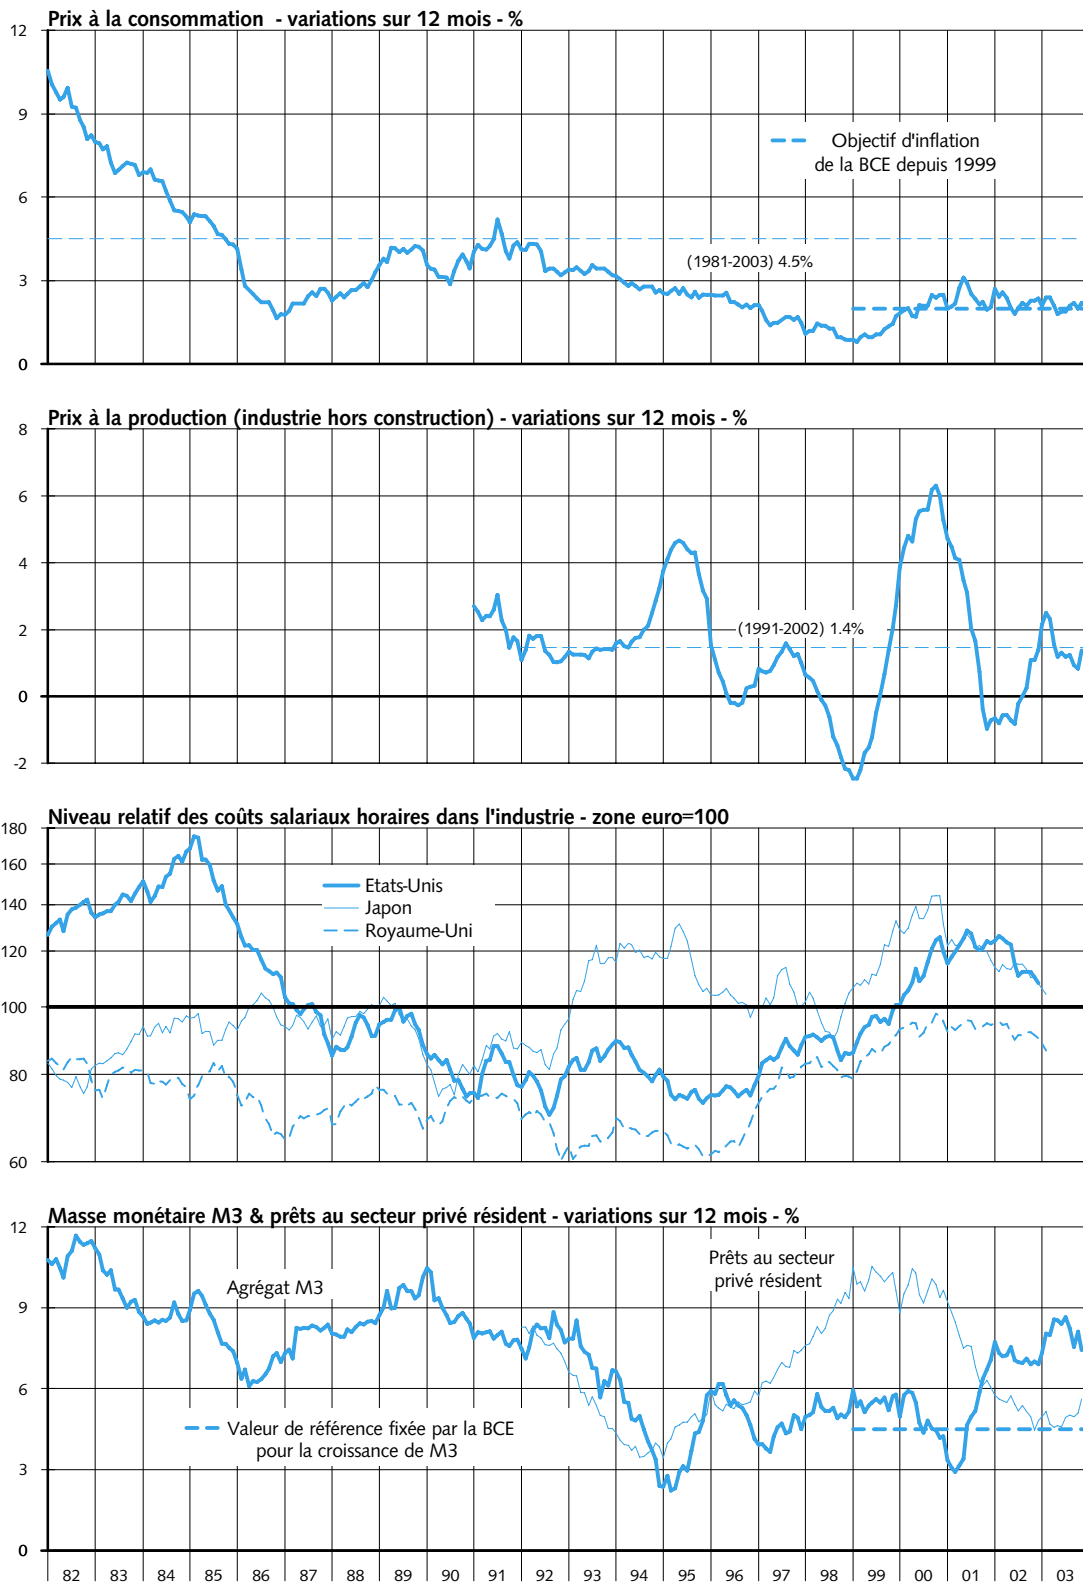 Prix à la consommation - variations sur 12 mois - %
12
9
6
3
0
Objectif d'inflation
de la BCE depuis 1999
(1981-2003) 4.5%
Prix à la production (industrie hors construction) - variations sur 12 mois - %
8
6
4
2
0
-2
(1991-2002) 1.4%
Niveau relatif des coûts salariaux horaires dans l'industrie - zone euro=100
180
160
140
120
100
80
60
Etats-Unis
Japon
Royaume-Uni
Masse monétaire M3 & prêts au secteur privé résident - variations sur 12 mois - %
12
9
6
3
0
Agrégat M3
Prêts au secteur
privé résident
Valeur de référence fixée par la BCE
pour la croissance de M3
82 83 84 85 86 87 88 89 90 91 92 93 94 95 96 97 98 99 00 01 02 03